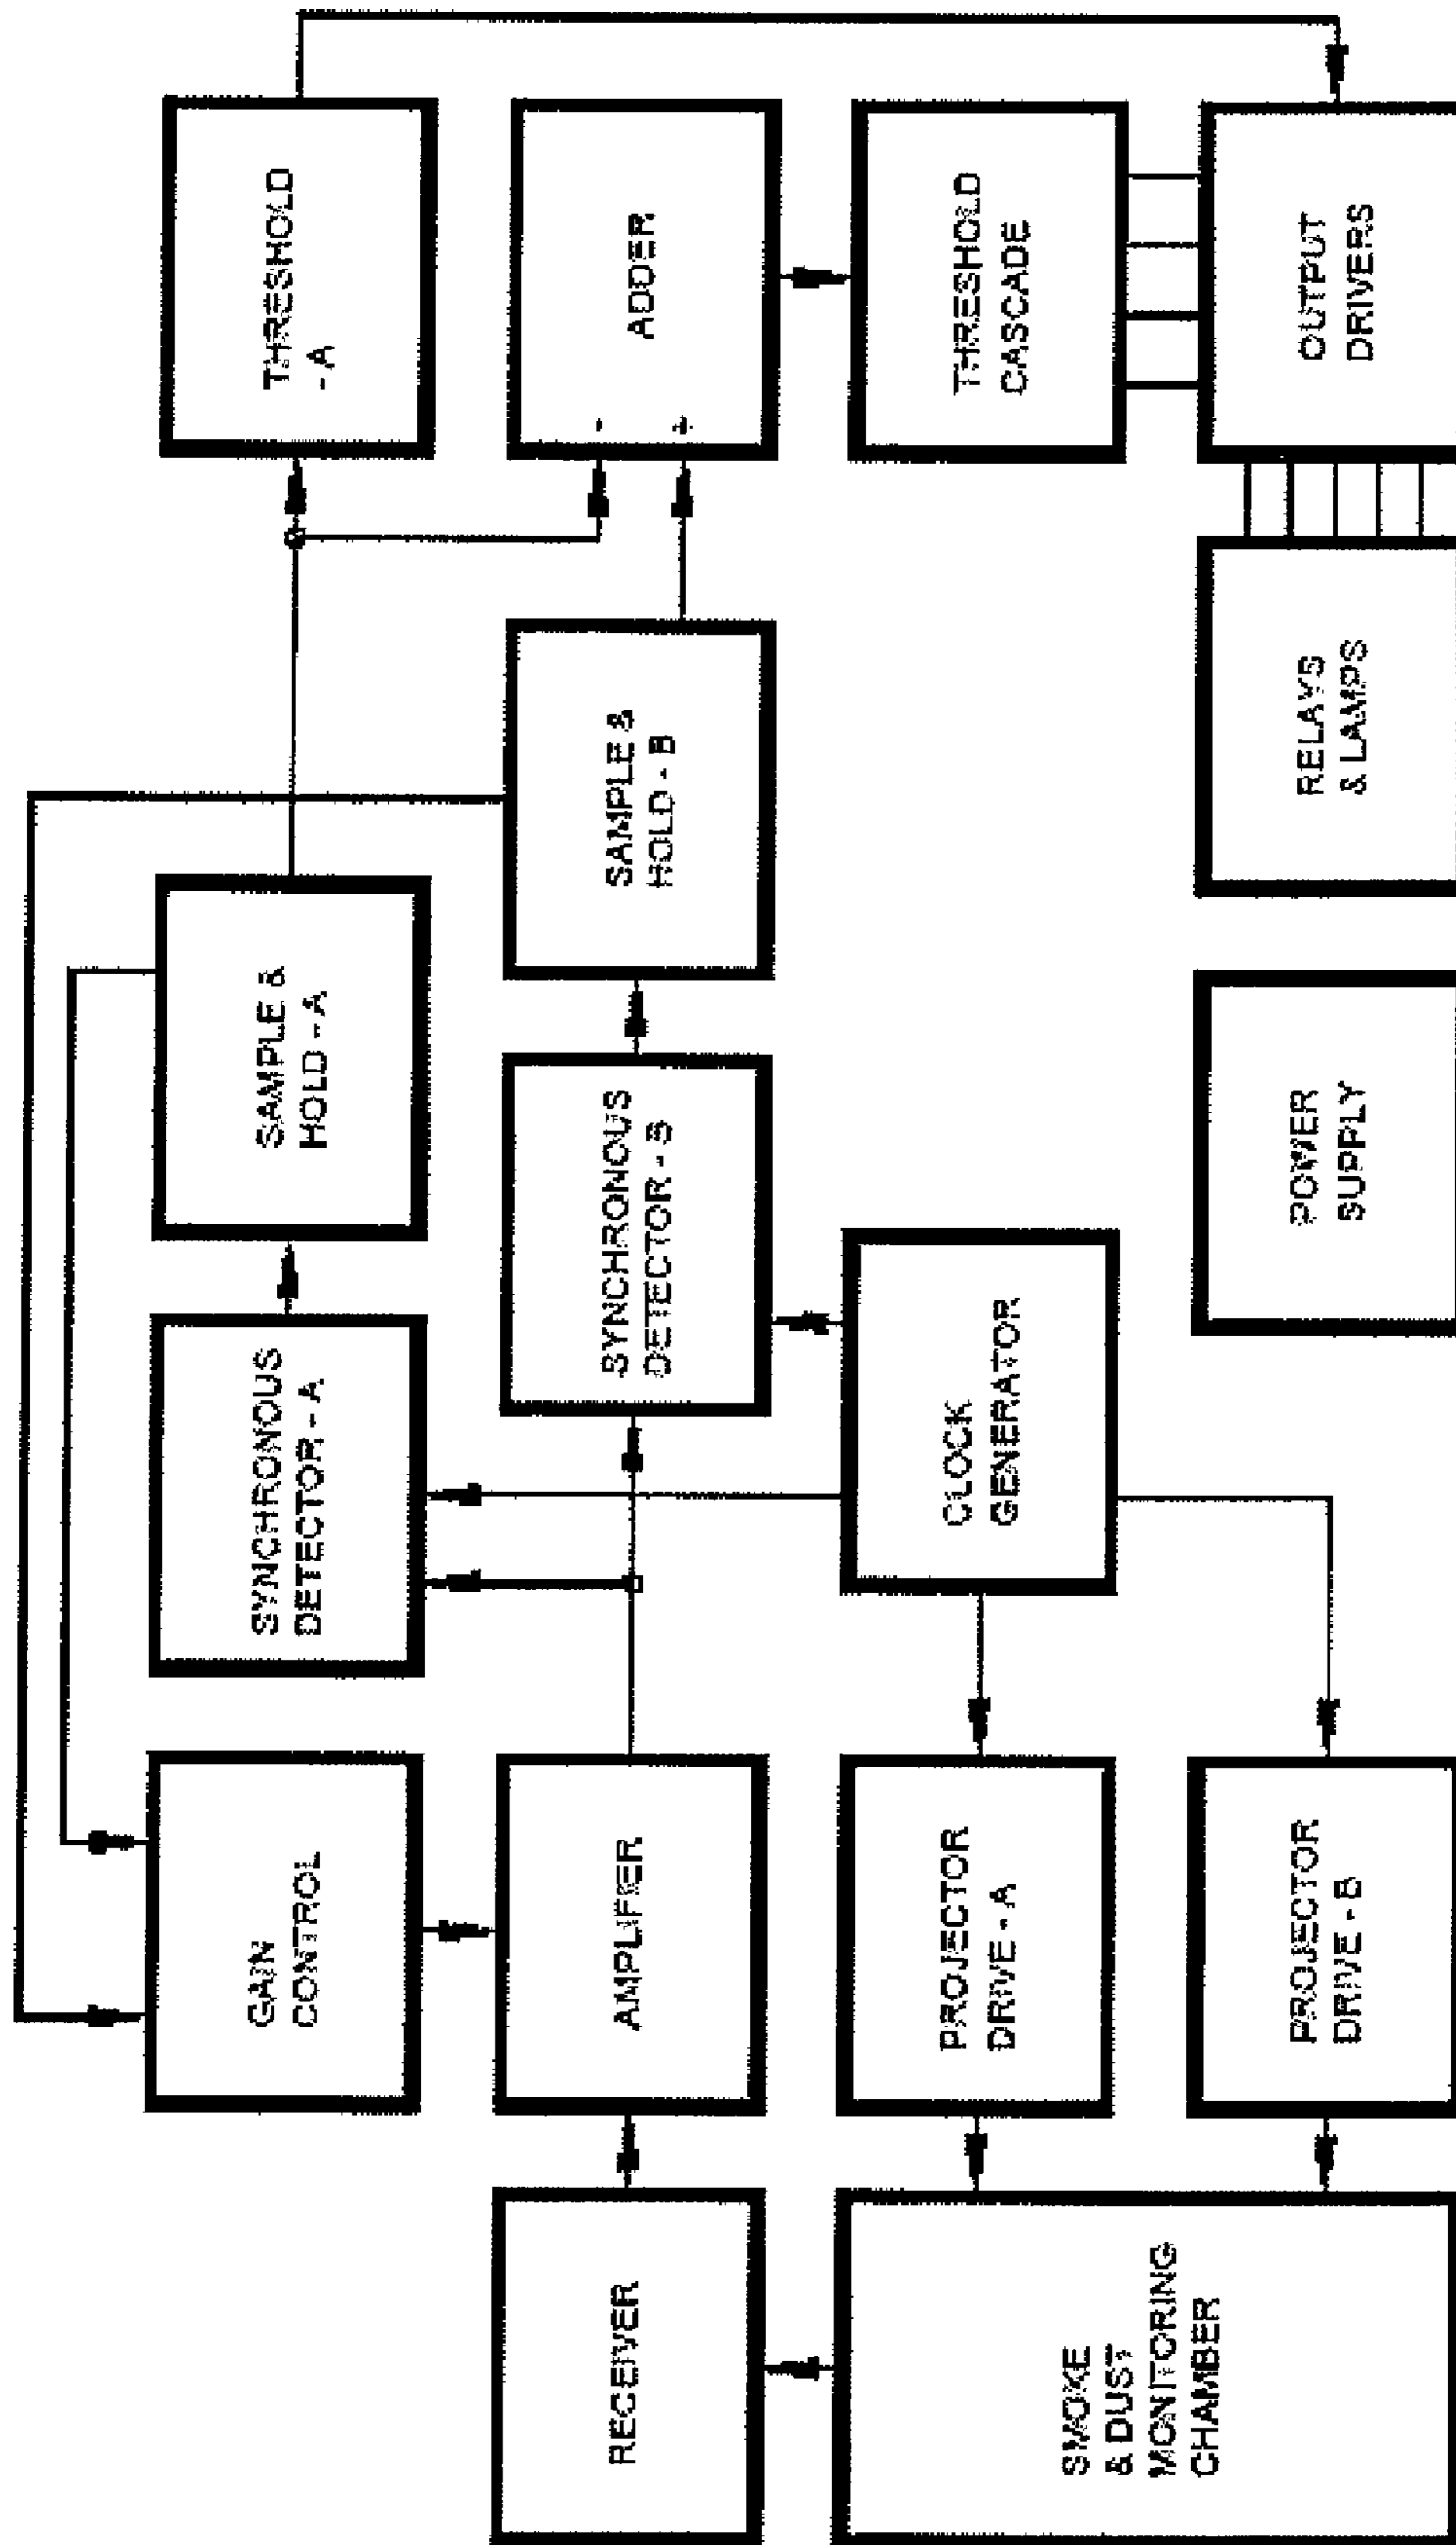 GAIN
CONTROL
SYNCHRONOUS
DETECTOR - A
SAMPLE &
HOLD - A
THRESHOLD
- A
RECEIVER
AMPLIFIER
SYNCHRONOUS
DETECTOR - B
SAMPLE &
HOLD - B
-
+
ADDER
SMOKE
& DUST
MONITORING
CHAMBER
PROJECTOR
DRIVE - A
CLOCK
GENERATOR
THRESHOLD
CASCADE
PROJECTOR
DRIVE - B
POWER
SUPPLY
RELAYS
& LAMPS
OUTPUT
DRIVERS